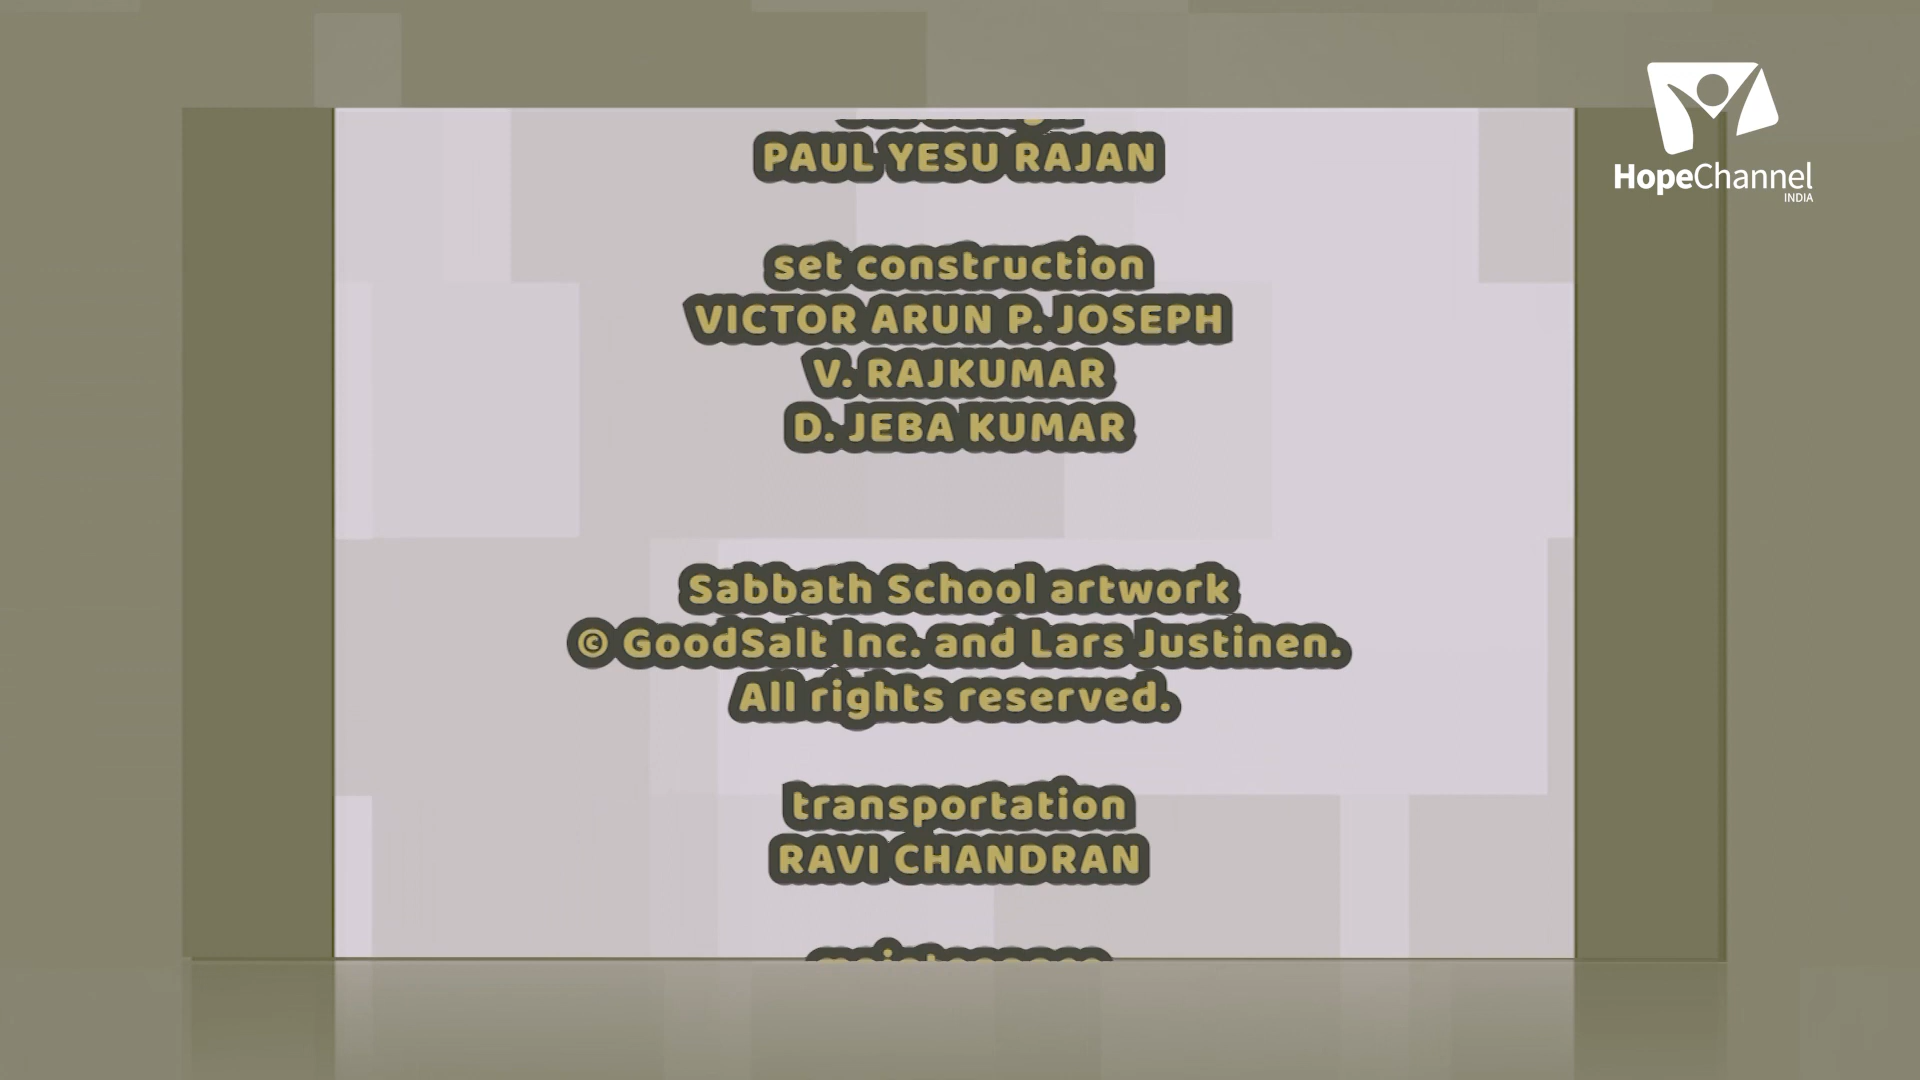 PAUL YESU RAJAN
set construction
VICTOR ARUN P. JOSEPH
V. RAJKUMAR
D. JEBA KUMAR
Sabbath School artwork
© GoodSalt Inc. and Lars Justinen.
All rights reserved.
transportation
RAVI CHANDRAN
HopeChannel
INDIA